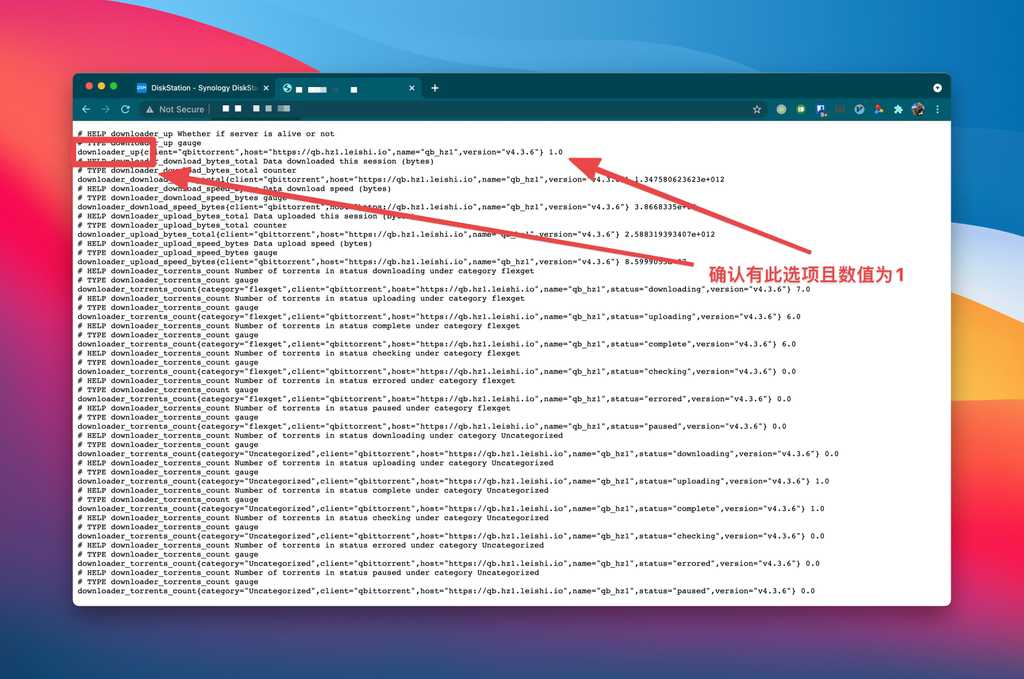 DiskStation - Synology DiskSt
Not Secure
# HELP downloader_up Whether if server is alive or not
# TYPE downloader_up gauge
downloader_up{client="qbittorrent",host="https://qb.hz1.leishi.io",name="qb_hz1",version="v4.3.6"} 1.0
# HELP downloader_download_bytes_total Data downloaded this session (bytes)
# TYPE downloader_download_bytes_total counter
downloader_download_bytes_total{client="qbittorrent",host="https://qb.hz1.leishi.io",name="qb_hz1",version="v4.3.6"} 1.347580623623e+012
# HELP downloader_download_speed_bytes Data download speed (bytes)
# TYPE downloader_download_speed_bytes gauge
downloader_download_speed_bytes{client="qbittorrent",host="https://qb.hz1.leishi.io",name="qb_hz1",version="v4.3.6"}
# HELP downloader_upload_bytes_total Data uploaded this session (bytes)
# TYPE downloader_upload_bytes_total counter
downloader_upload_bytes_total{client="qbittorrent",host="https://qb.hz1.leishi.io",name="qb_hz1",version="v4.3.6"} 2.588319393407e+012
# HELP downloader_upload_speed_bytes Data upload speed (bytes)
# TYPE downloader_upload_speed_bytes gauge
downloader_upload_speed_bytes{client="qbittorrent",host="https://qb.hz1.leishi.io",name="qb_hz1",version="v4.3.6"}
确认有此选项且数值为1
# HELP downloader_torrents_count Number of torrents in status downloading under category flexget
# TYPE downloader_torrents_count gauge
downloader_torrents_count{category="flexget",client="qbittorrent",host="https://qb.hz1.leishi.io",name="qb_hz1",status="downloading",version="v4.3.6"} 7.0
# HELP downloader_torrents_count Number of torrents in status uploading under category flexget
# TYPE downloader_torrents_count gauge
downloader_torrents_count{category="flexget",client="qbittorrent",host="https://qb.hz1.leishi.io",name="qb_hz1",status="uploading",version="v4.3.6"} 6.0
# HELP downloader_torrents_count Number of torrents in status complete under category flexget
# TYPE downloader_torrents_count gauge
downloader_torrents_count{category="flexget",client="qbittorrent",host="https://qb.hz1.leishi.io",name="qb_hz1",status="complete",version="v4.3.6"} 6.0
# HELP downloader_torrents_count Number of torrents in status checking under category flexget
# TYPE downloader_torrents_count gauge
downloader_torrents_count{category="flexget",client="qbittorrent",host="https://qb.hz1.leishi.io",name="qb_hz1",status="checking",version="v4.3.6"} 0.0
# HELP downloader_torrents_count Number of torrents in status errored under category flexget
# TYPE downloader_torrents_count gauge
downloader_torrents_count{category="flexget",client="qbittorrent",host="https://qb.hz1.leishi.io",name="qb_hz1",status="errored",version="v4.3.6"} 0.0
# HELP downloader_torrents_count Number of torrents in status paused under category flexget
# TYPE downloader_torrents_count gauge
downloader_torrents_count{category="flexget",client="qbittorrent",host="https://qb.hz1.leishi.io",name="qb_hz1",status="paused",version="v4.3.6"} 0.0
# HELP downloader_torrents_count Number of torrents in status downloading under category Uncategorized
# TYPE downloader_torrents_count gauge
downloader_torrents_count{category="Uncategorized",client="qbittorrent",host="https://qb.hz1.leishi.io",name="qb_hz1",status="downloading",version="v4.3.6"} 0.0
# HELP downloader_torrents_count Number of torrents in status uploading under category Uncategorized
# TYPE downloader_torrents_count gauge
downloader_torrents_count{category="Uncategorized",client="qbittorrent",host="https://qb.hz1.leishi.io",name="qb_hz1",status="uploading",version="v4.3.6"} 1.0
# HELP downloader_torrents_count Number of torrents in status complete under category Uncategorized
# TYPE downloader_torrents_count gauge
downloader_torrents_count{category="Uncategorized",client="qbittorrent",host="https://qb.hz1.leishi.io",name="qb_hz1",status="complete",version="v4.3.6"} 1.0
# HELP downloader_torrents_count Number of torrents in status checking under category Uncategorized
# TYPE downloader_torrents_count gauge
downloader_torrents_count{category="Uncategorized",client="qbittorrent",host="https://qb.hz1.leishi.io",name="qb_hz1",status="checking",version="v4.3.6"} 0.0
# HELP downloader_torrents_count Number of torrents in status errored under category Uncategorized
# TYPE downloader_torrents_count gauge
downloader_torrents_count{category="Uncategorized",client="qbittorrent",host="https://qb.hz1.leishi.io",name="qb_hz1",status="errored",version="v4.3.6"} 0.0
# HELP downloader_torrents_count Number of torrents in status paused under category Uncategorized
# TYPE downloader_torrents_count gauge
downloader_torrents_count{category="Uncategorized",client="qbittorrent",host="https://qb.hz1.leishi.io",name="qb_hz1",status="paused",version="v4.3.6"} 0.0